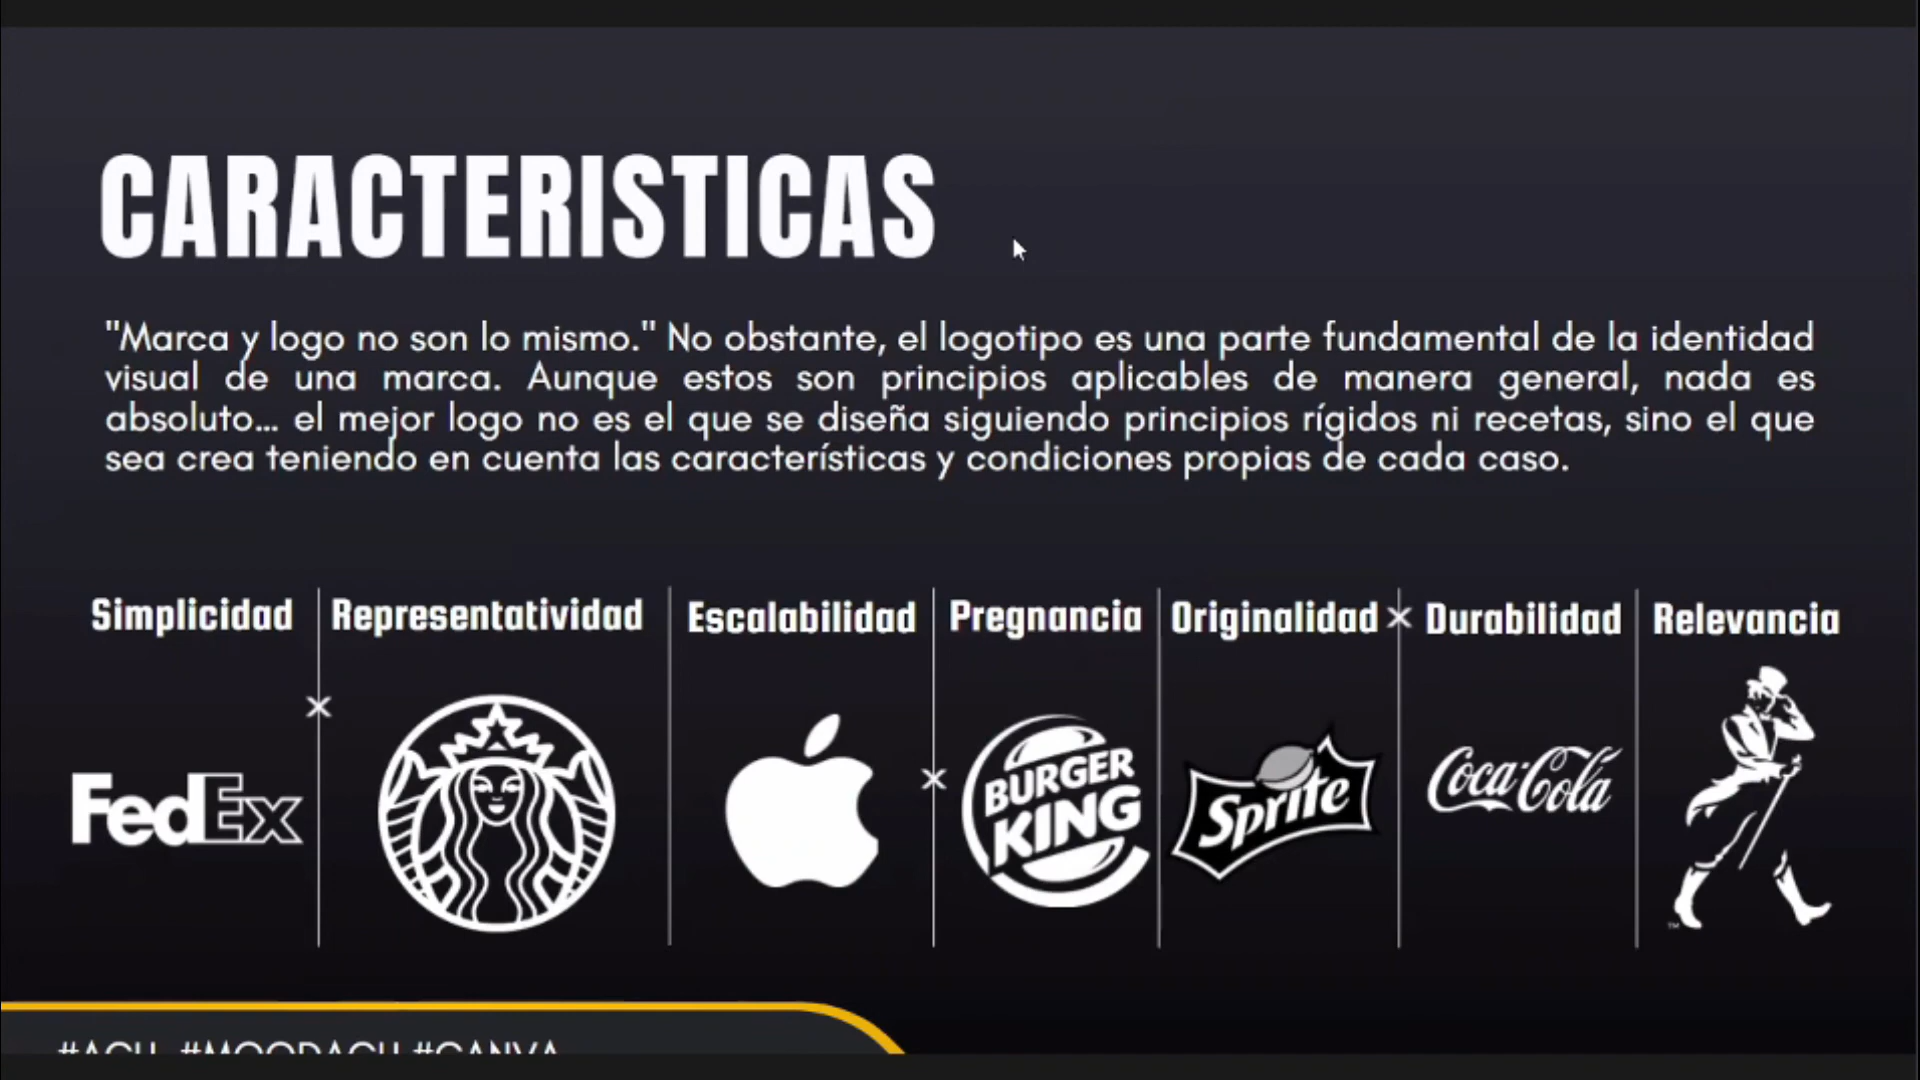 CARACTERISTICAS
"Marca y logo no son lo mismo." No obstante, el logotipo es una parte fundamental de la identidad
visual de una marca. Aunque estos son principios aplicables de manera general, nada es
absoluto... el mejor logo no es el que se diseña siguiendo principios rígidos ni recetas, sino el que
sea crea teniendo en cuenta las características y condiciones propias de cada caso.
Simplicidad
Representatividad
Escalabilidad
Pregnancia
Originalidad
Durabilidad
Relevancia
FedEx
BURGER
KING
Sprite
Coca-Cola
TM
#CANVA